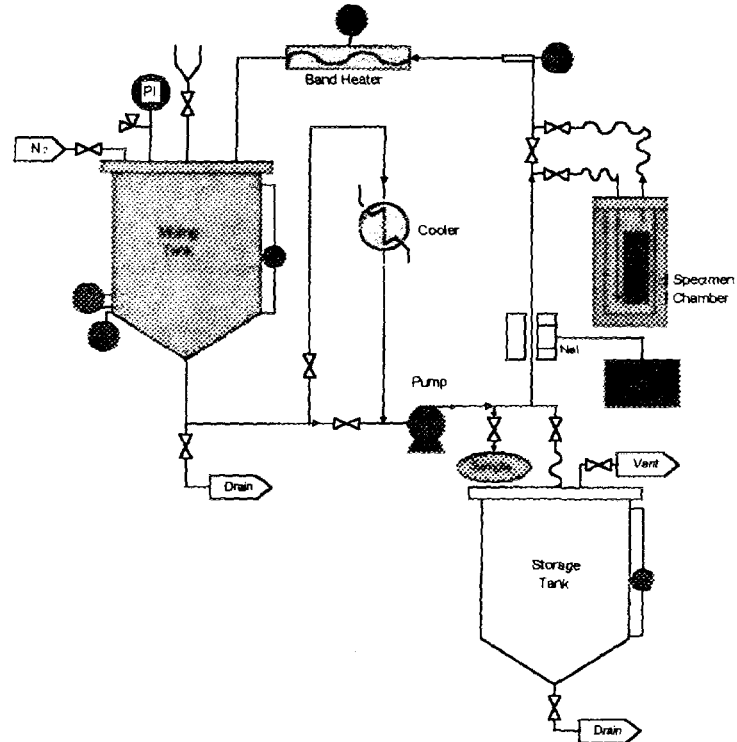 PI
Band Heater
N₂
Mixing
Tank
Cooler
Specimen
Chamber
NaI
Pump
Sample
Drain
Vent
Storage
Tank
Drain